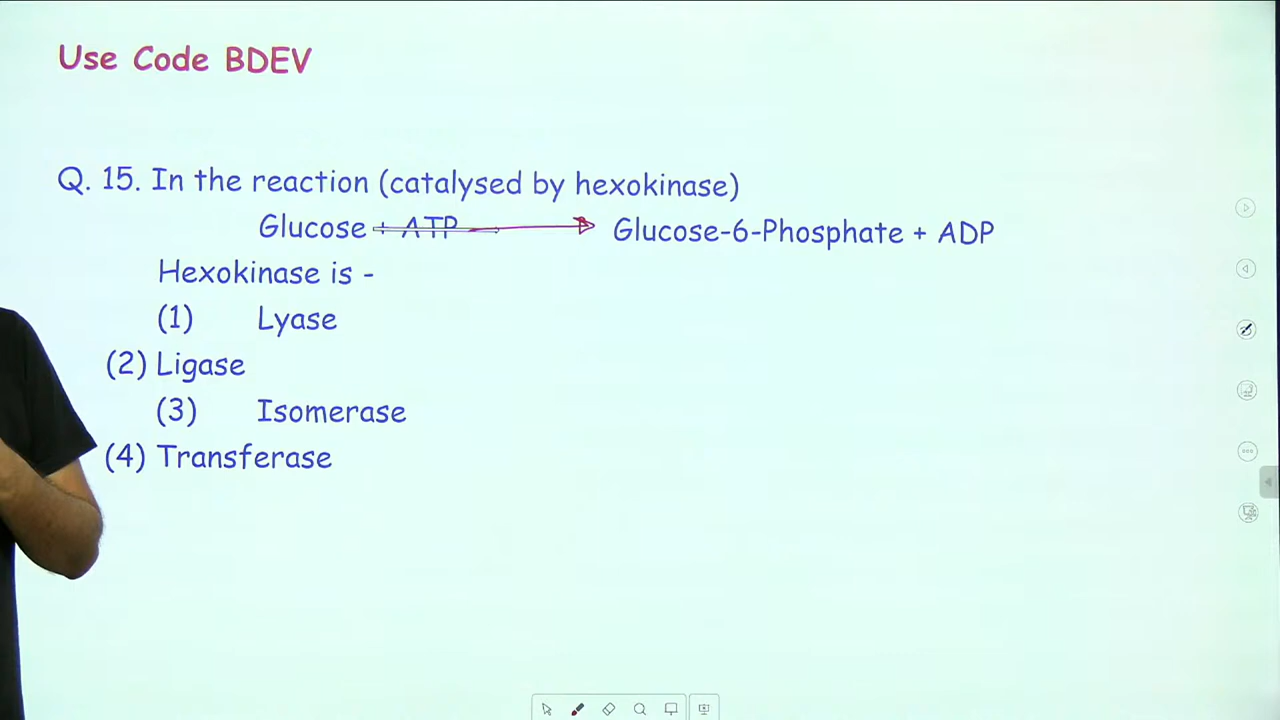 Use Code BDEV
Q. 15. In the reaction (catalysed by hexokinase)
Glucose + ATP → Glucose-6-Phosphate + ADP
Hexokinase is -
(1) Lyase
(2) Ligase
(3) Isomerase
(4) Transferase